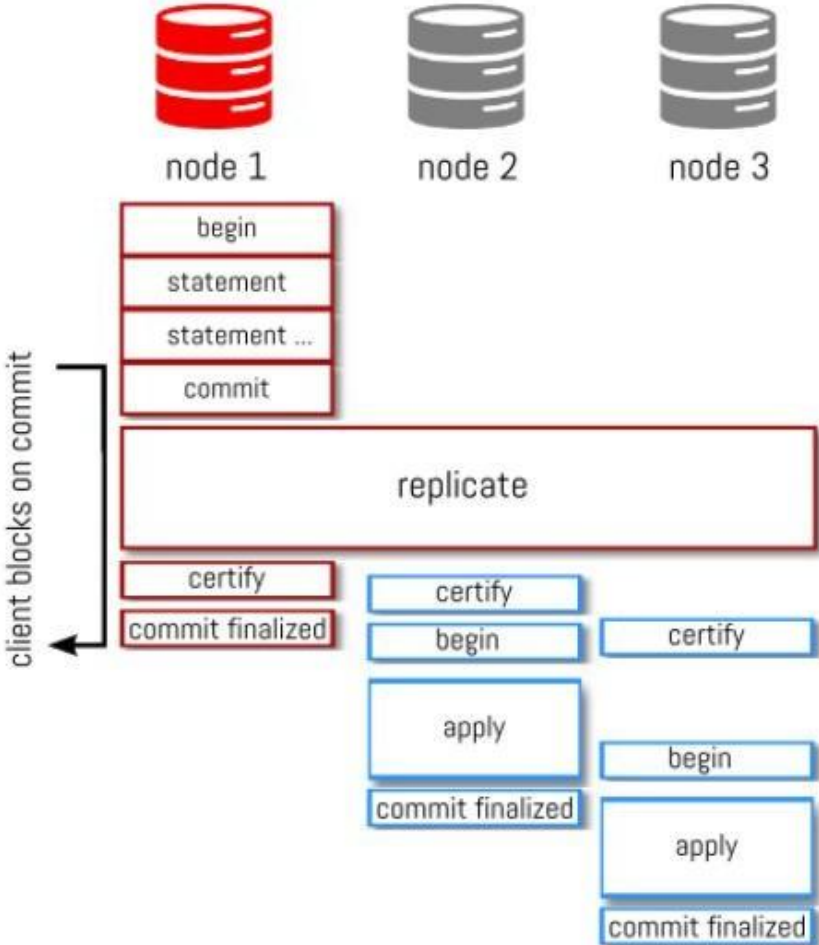 node 1
node 2
node 3
begin
statement
statement ...
commit
client blocks on commit
replicate
certify
commit finalized
certify
begin
apply
commit finalized
certify
begin
apply
commit finalized